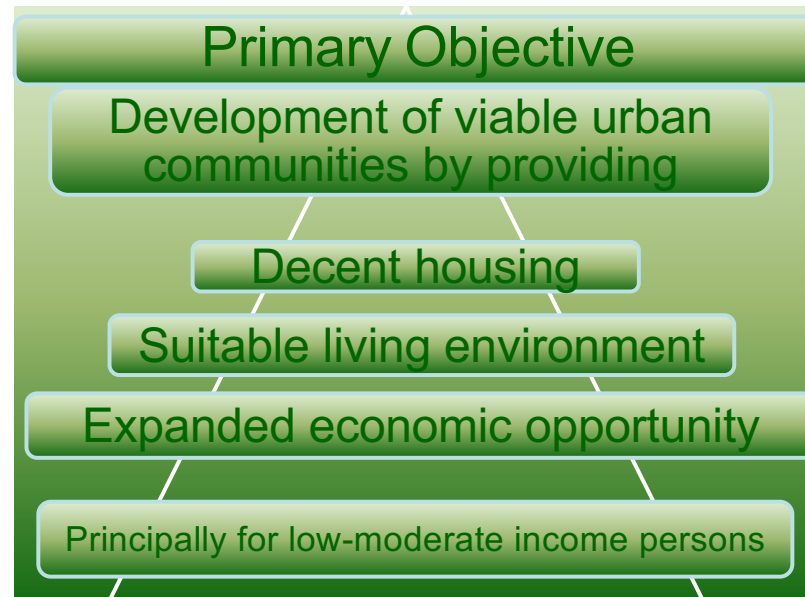 Primary Objective
Development of viable urban
communities by providing
Decent housing
Suitable living environment
Expanded economic opportunity
Principally for low-moderate income persons